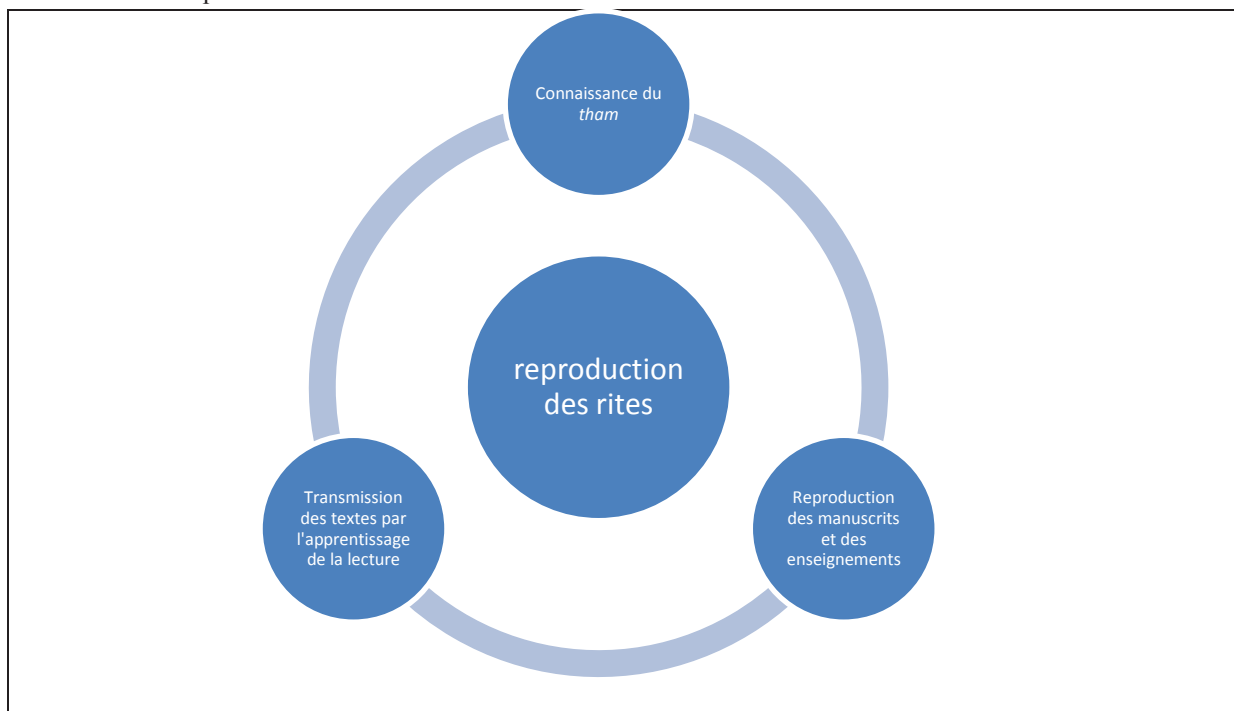 Connaissance du
tham
reproduction
des rites
Transmission
des textes par
l'apprentissage
de la lecture
Reproduction
des manuscrits
et des
enseignements